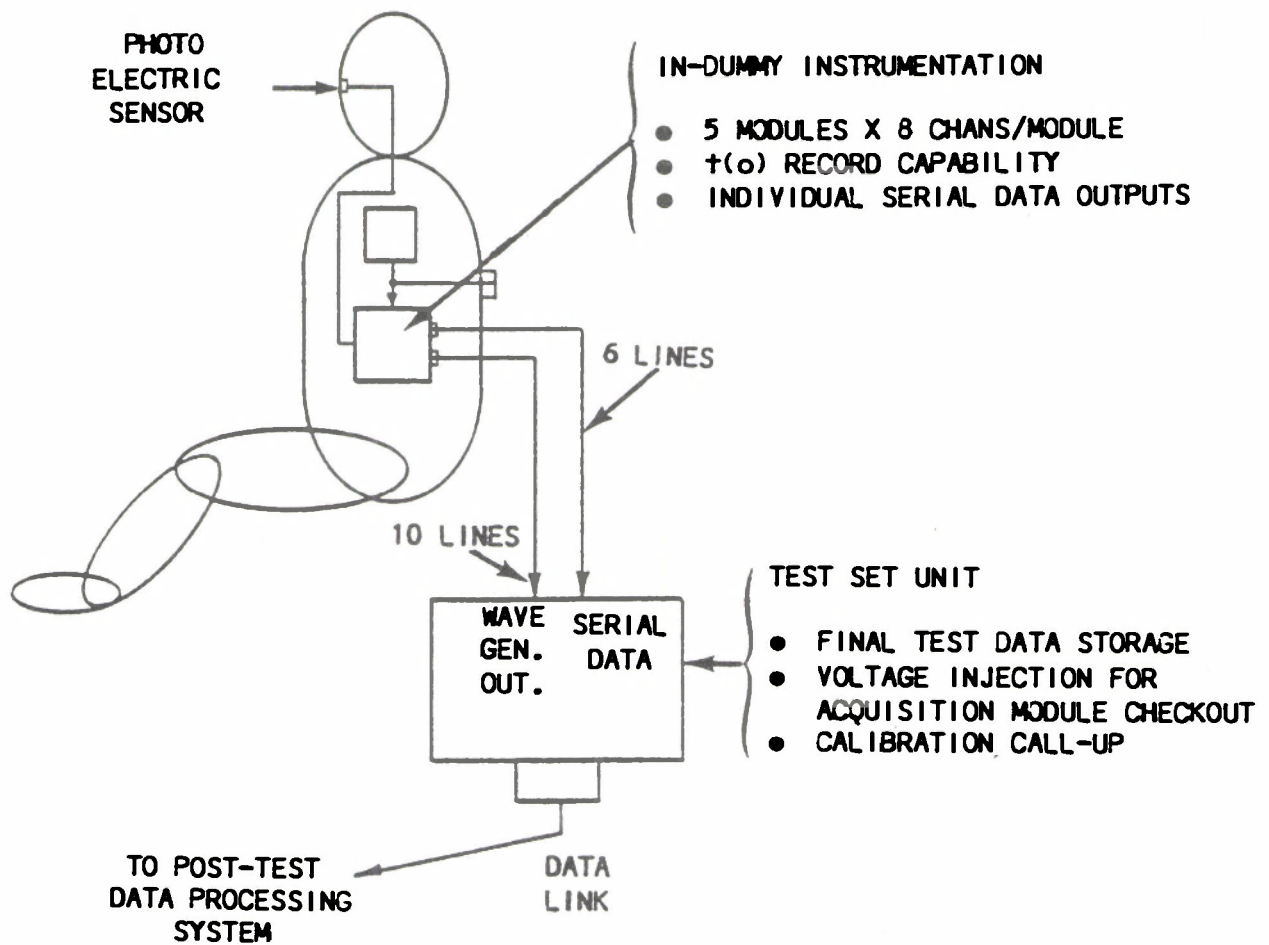 PHOTO
ELECTRIC
SENSOR
IN-DUMMY INSTRUMENTATION
● 5 MODULES X 8 CHANS/MODULE
● t(o) RECORD CAPABILITY
● INDIVIDUAL SERIAL DATA OUTPUTS
6 LINES
10 LINES
WAVE
GEN.
OUT.
SERIAL
DATA
TEST SET UNIT
● FINAL TEST DATA STORAGE
● VOLTAGE INJECTION FOR
ACQUISITION MODULE CHECKOUT
● CALIBRATION CALL-UP
TO POST-TEST
DATA PROCESSING
SYSTEM
DATA
LINK